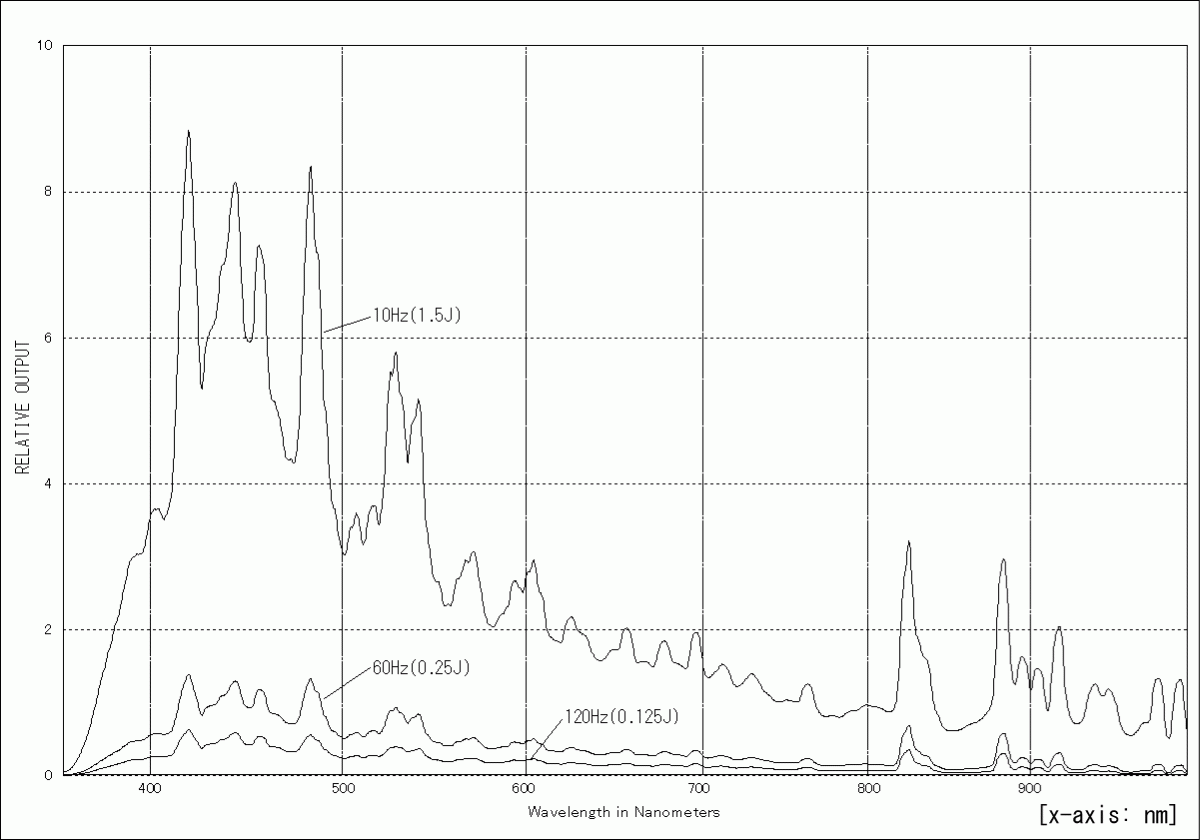 10
8
6
4
2
0
RELATIVE OUTPUT
10Hz(1.5J)
60Hz(0.25J)
120Hz(0.125J)
400 500 600 700 800 900
Wavelength in Nanometers
[x-axis: nm]